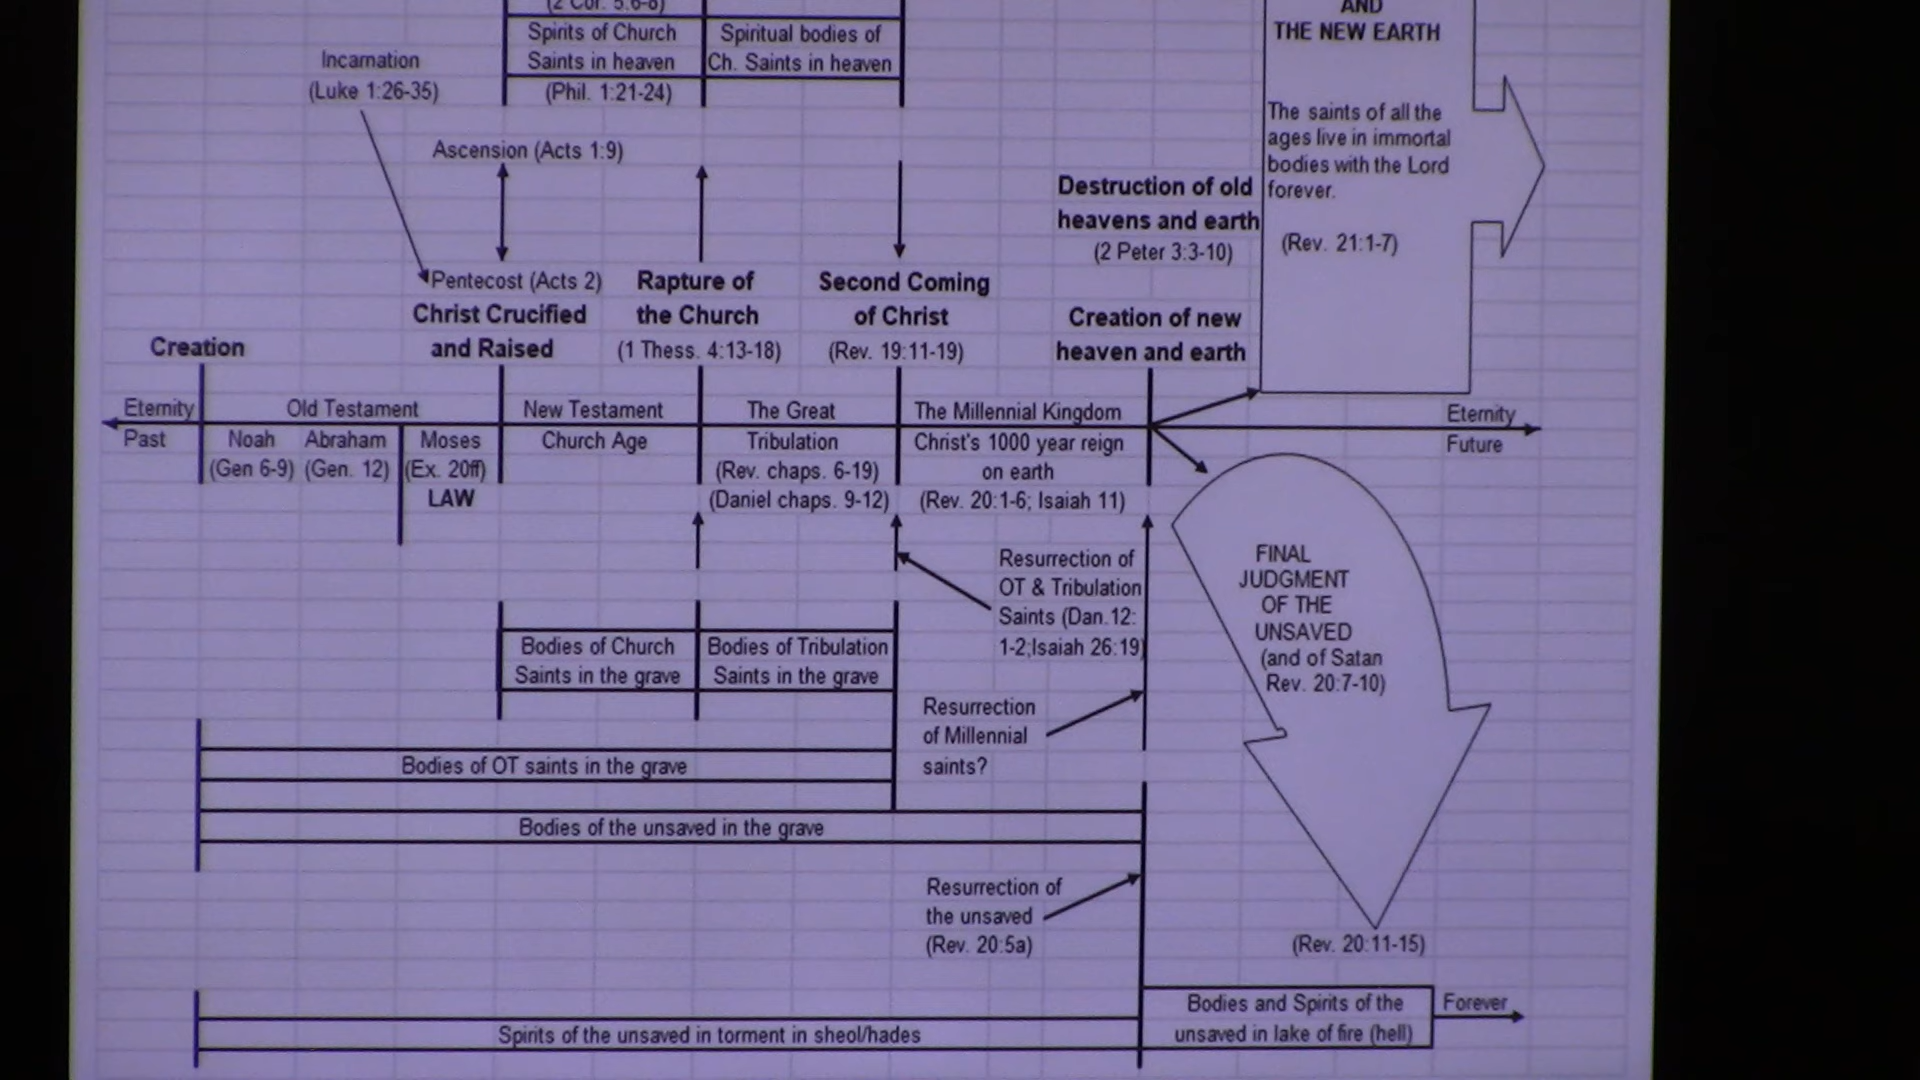 (2 Cor. 5:6-8)
Spirits of Church
Saints in heaven
(Phil. 1:21-24)
Spiritual bodies of
Ch. Saints in heaven
AND
THE NEW EARTH
The saints of all the
ages live in immortal
bodies with the Lord
forever.
(Rev. 21:1-7)
Incarnation
(Luke 1:26-35)
Ascension (Acts 1:9)
Destruction of old
heavens and earth
(2 Peter 3:3-10)
Pentecost (Acts 2)
Christ Crucified
and Raised
Rapture of
the Church
(1 Thess. 4:13-18)
Second Coming
of Christ
(Rev. 19:11-19)
Creation of new
heaven and earth
Creation
Eternity
Past
Old Testament
Noah
(Gen 6-9)
Abraham
(Gen. 12)
Moses
(Ex. 20ff)
LAW
New Testament
Church Age
The Great
Tribulation
(Rev. chaps. 6-19)
(Daniel chaps. 9-12)
The Millennial Kingdom
Christ's 1000 year reign
on earth
(Rev. 20:1-6; Isaiah 11)
Eternity
Future
Resurrection of
OT & Tribulation
Saints (Dan.12:
1-2;Isaiah 26:19)
FINAL
JUDGMENT
OF THE
UNSAVED
(and of Satan
Rev. 20:7-10)
Bodies of Church
Saints in the grave
Bodies of Tribulation
Saints in the grave
Resurrection
of Millennial
saints?
Bodies of OT saints in the grave
Bodies of the unsaved in the grave
Resurrection of
the unsaved
(Rev. 20:5a)
(Rev. 20:11-15)
Bodies and Spirits of the
unsaved in lake of fire (hell)
Forever
Spirits of the unsaved in torment in sheol/hades